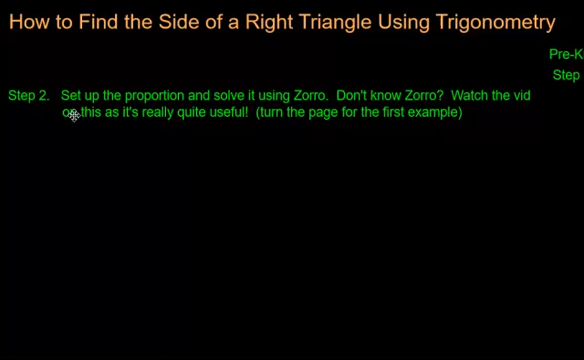 How to Find the Side of a Right Triangle Using Trigonometry
Pre-K
Step
Step 2. Set up the proportion and solve it using Zorro. Don't know Zorro? Watch the vid
on this as it's really quite useful! (turn the page for the first example)